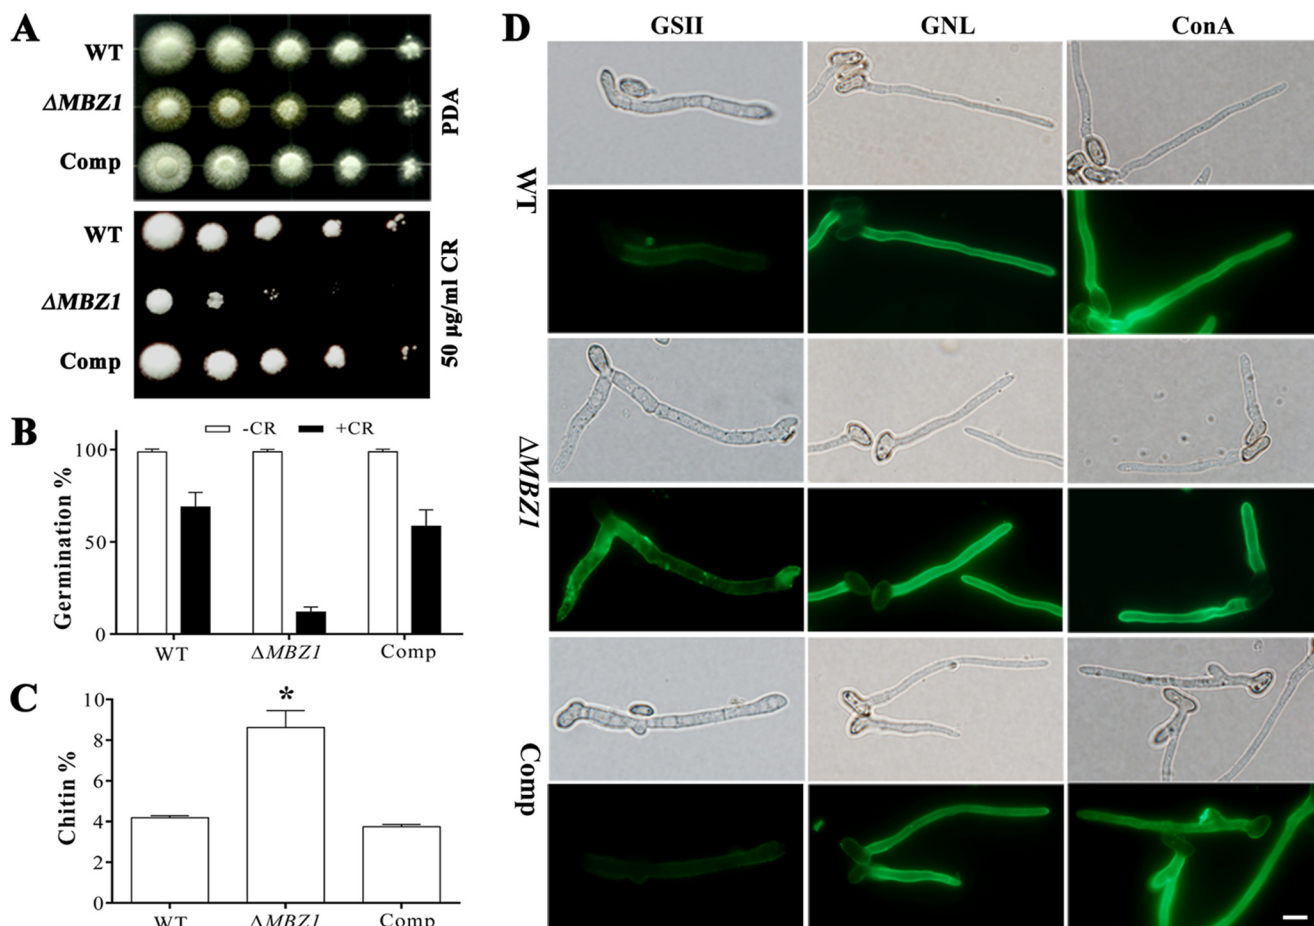 A
WT
ΔMBZ1
Comp
PDA
WT
ΔMBZ1
Comp
50 µg/ml CR
B
-CR +CR
Germination %
100
50
0
WT ΔMBZ1 Comp
C
*
Chitin %
10
8
6
4
2
0
WT ΔMBZ1 Comp
D
GSII GNL ConA
WT
ΔMBZ1
Comp